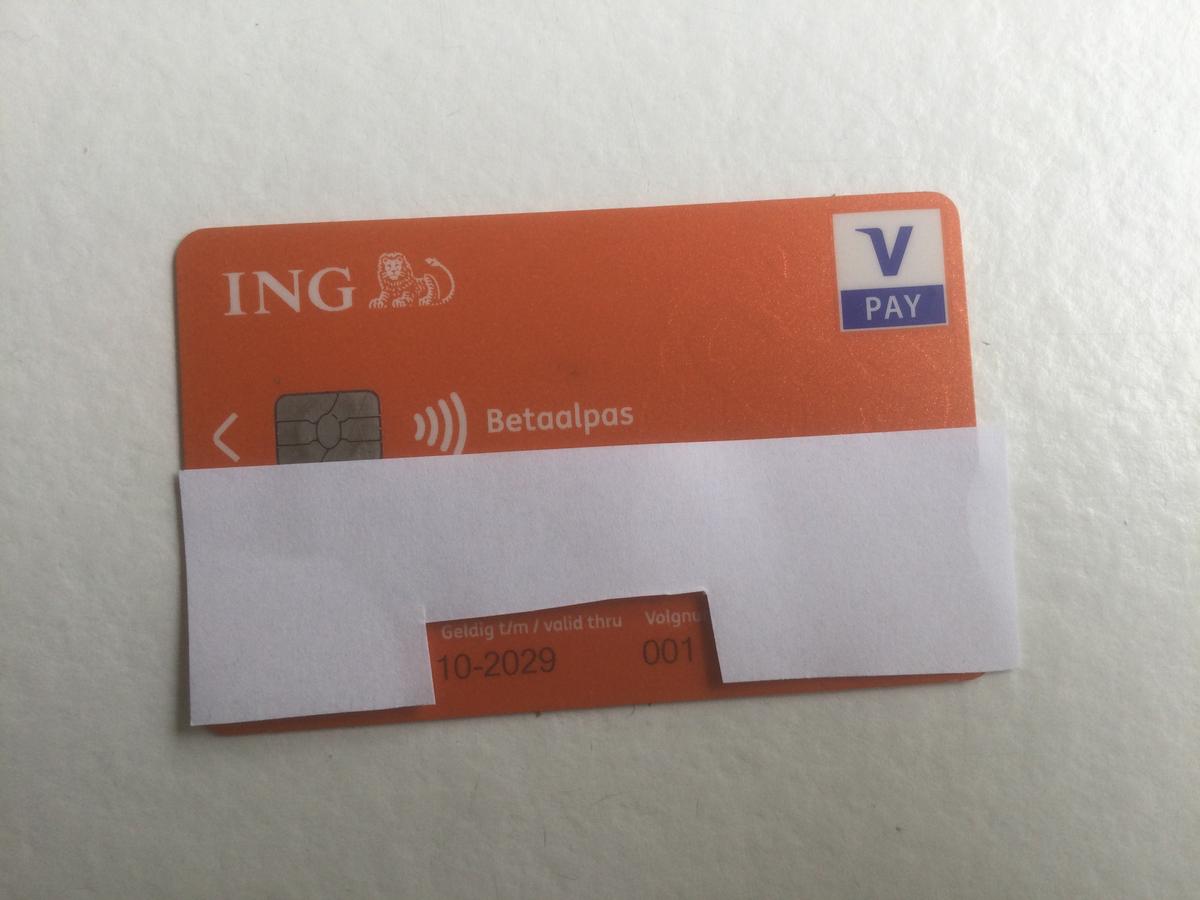 ING
V
PAY
Betaalpas
Geldig t/m / valid thru
10-2029
001